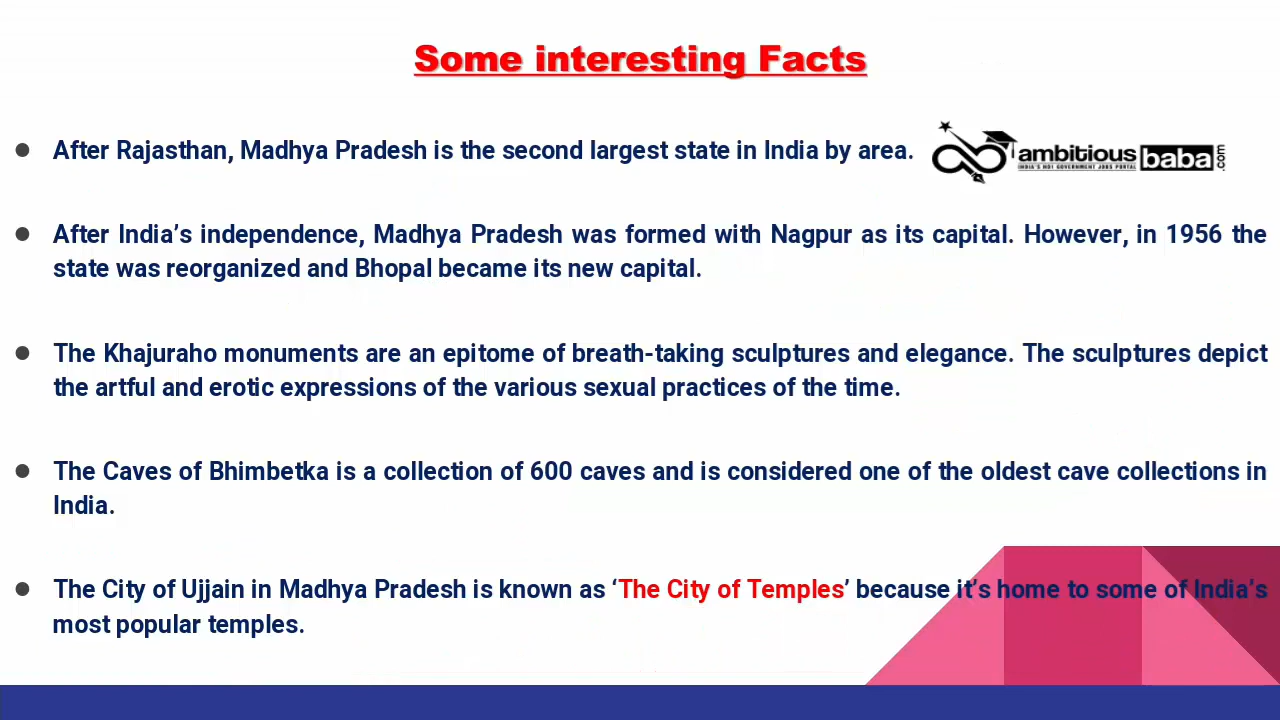 Some interesting Facts
● After Rajasthan, Madhya Pradesh is the second largest state in India by area.
ambitiousbaba.com
INDIA'S NO1 GOVERNMENT JOBS PORTAL
● After India’s independence, Madhya Pradesh was formed with Nagpur as its capital. However, in 1956 the
state was reorganized and Bhopal became its new capital.
● The Khajuraho monuments are an epitome of breath-taking sculptures and elegance. The sculptures depict
the artful and erotic expressions of the various sexual practices of the time.
● The Caves of Bhimbetka is a collection of 600 caves and is considered one of the oldest cave collections in
India.
● The City of Ujjain in Madhya Pradesh is known as ‘The City of Temples’ because it’s home to some of India’s
most popular temples.